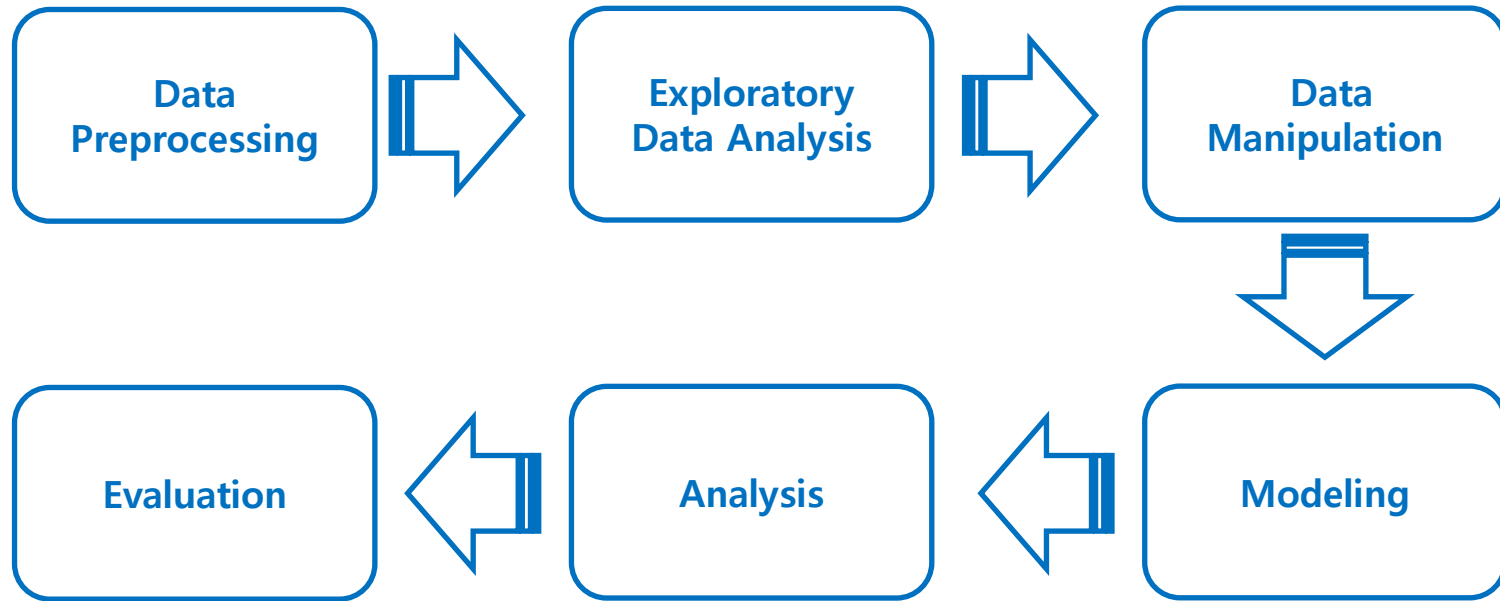 Data
Preprocessing
Exploratory
Data Analysis
Data
Manipulation
Modeling
Analysis
Evaluation